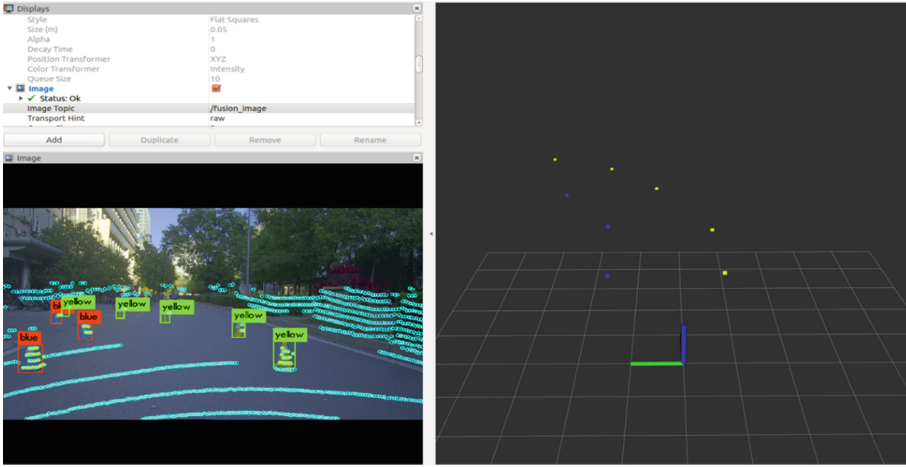 Displays
Style Flat Squares
Size (m) 0.05
Alpha 1
Decay Time 0
Position Transformer XYZ
Color Transformer Intensity
Queue Size 10
Image
Status: Ok
Image Topic /fusion_image
Transport Hint raw
Add Duplicate Remove Rename
Image
yellow
yellow
yellow
blue
yellow
blue
yellow